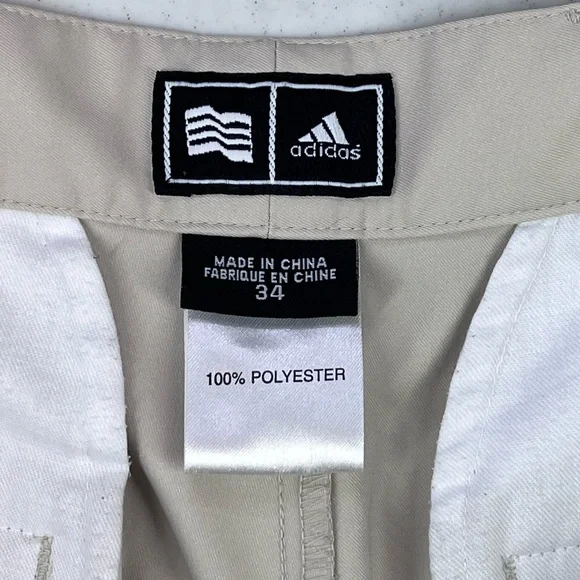 adidas
MADE IN CHINA
FABRIQUE EN CHINE
34
100% POLYESTER